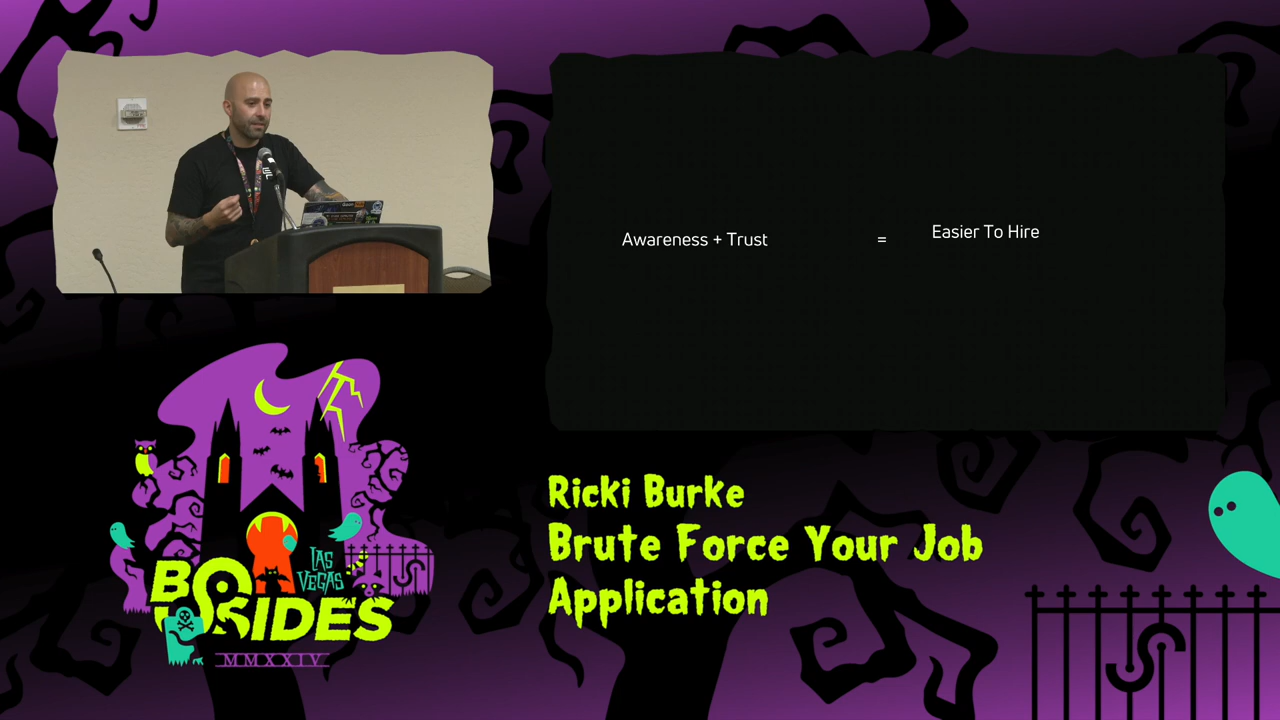 Awareness + Trust = Easier To Hire
Ricki Burke
Brute Force Your Job
Application
LAS
VEGAS
BSIDES
MMXXIV